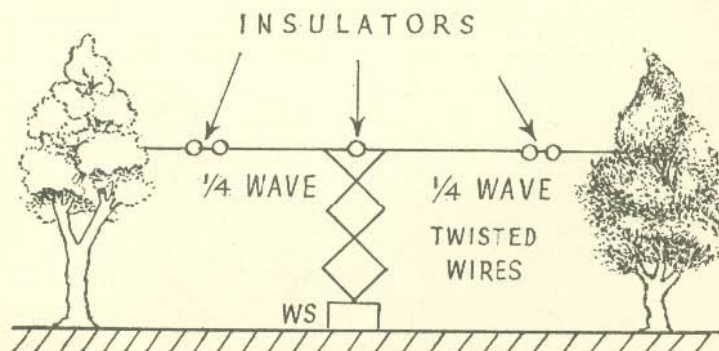 INSULATORS
1/4 WAVE
1/4 WAVE
TWISTED
WIRES
WS